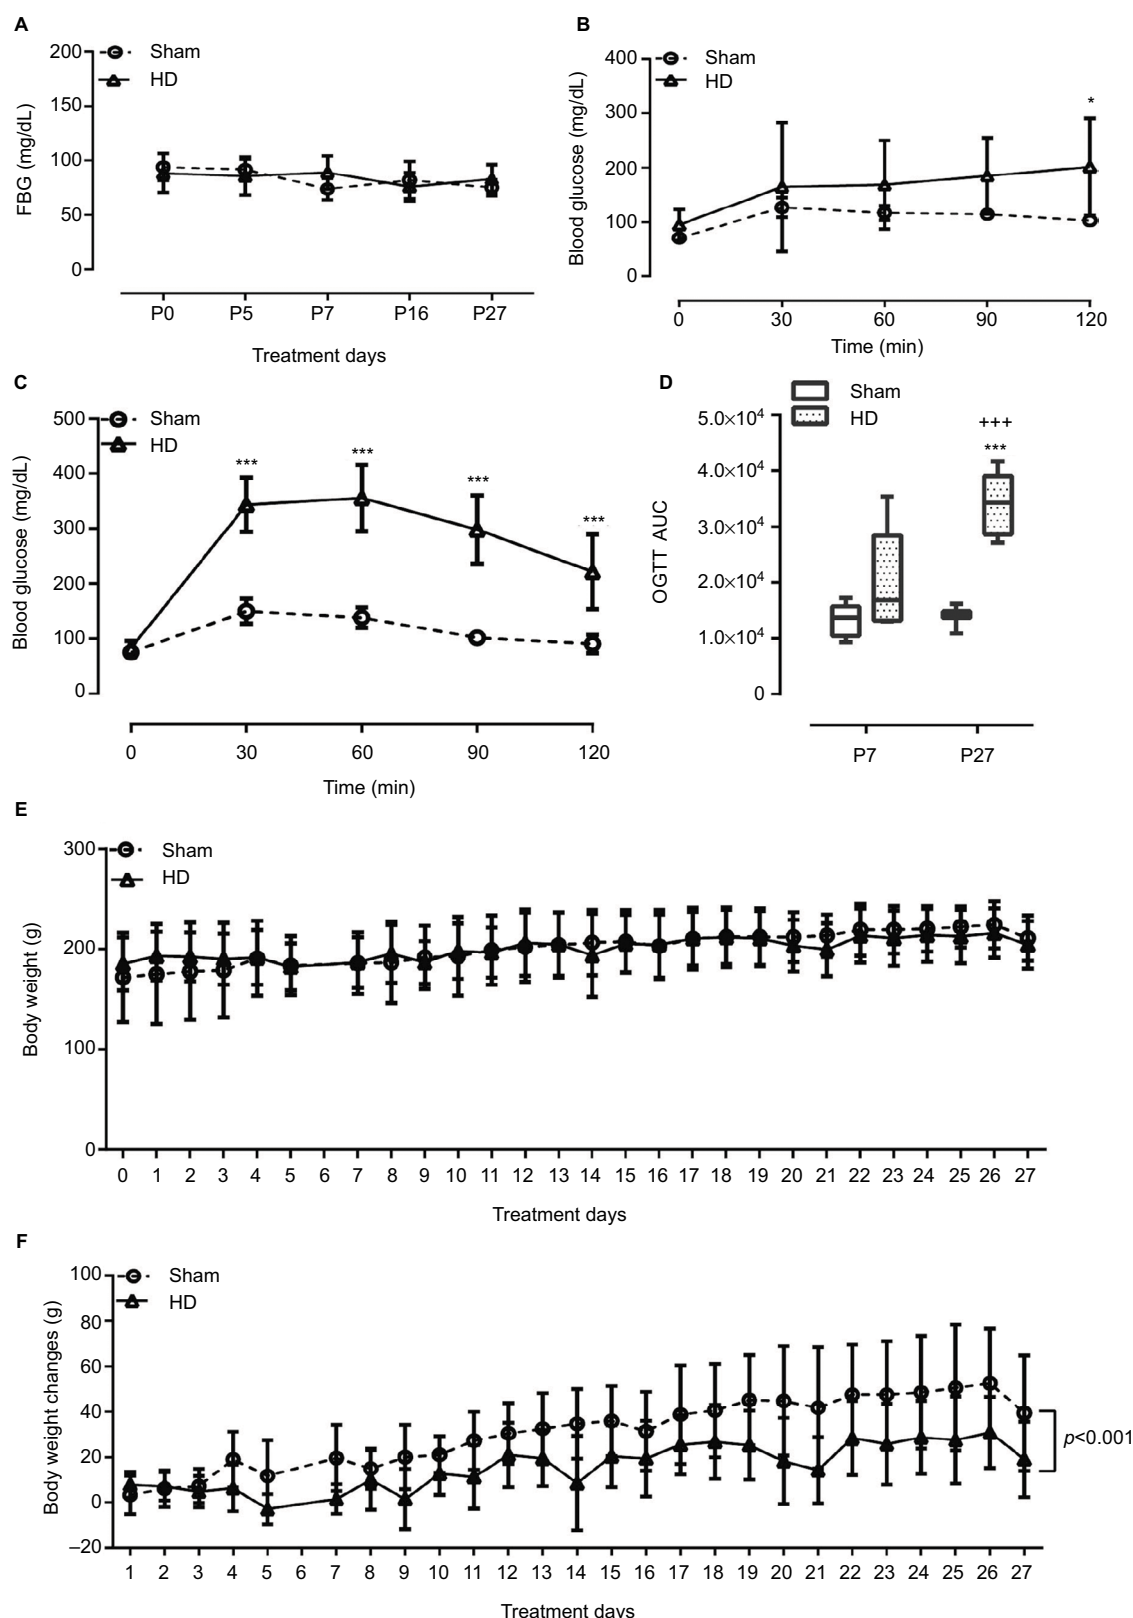 A
200
150
100
50
0
FBG (mg/dL)
Sham
HD
P0 P5 P7 P16 P27
Treatment days
B
400
300
200
100
0
Blood glucose (mg/dL)
Sham
HD
*
0 30 60 90 120
Time (min)
C
500
400
300
200
100
0
Blood glucose (mg/dL)
Sham
HD
*** *** *** ***
0 30 60 90 120
Time (min)
D
Sham
HD
5.0×10⁴
4.0×10⁴
3.0×10⁴
2.0×10⁴
1.0×10⁴
0
OGTT AUC
+++
***
P7 P27
E
300
200
100
0
Body weight (g)
Sham
HD
0 1 2 3 4 5 6 7 8 9 10 11 12 13 14 15 16 17 18 19 20 21 22 23 24 25 26 27
Treatment days
F
100
80
60
40
20
0
–20
Body weight changes (g)
Sham
HD
p<0.001
1 2 3 4 5 6 7 8 9 10 11 12 13 14 15 16 17 18 19 20 21 22 23 24 25 26 27
Treatment days